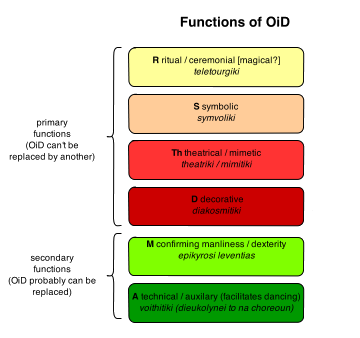 Functions of OiD
R ritual / ceremonial [magical?]
teletourgiki
S symbolic
symvoliki
primary
functions
(OiD can't be
replaced by another)
Th theatrical / mimetic
theatriki / mimitiki
D decorative
diakosmitiki
M confirming manliness / dexterity
epikyrosi leventias
secondary
functions
(OiD probably can be
replaced)
A technical / auxilary (facilitates dancing)
voithitiki (dieukolynei to na choreoun)